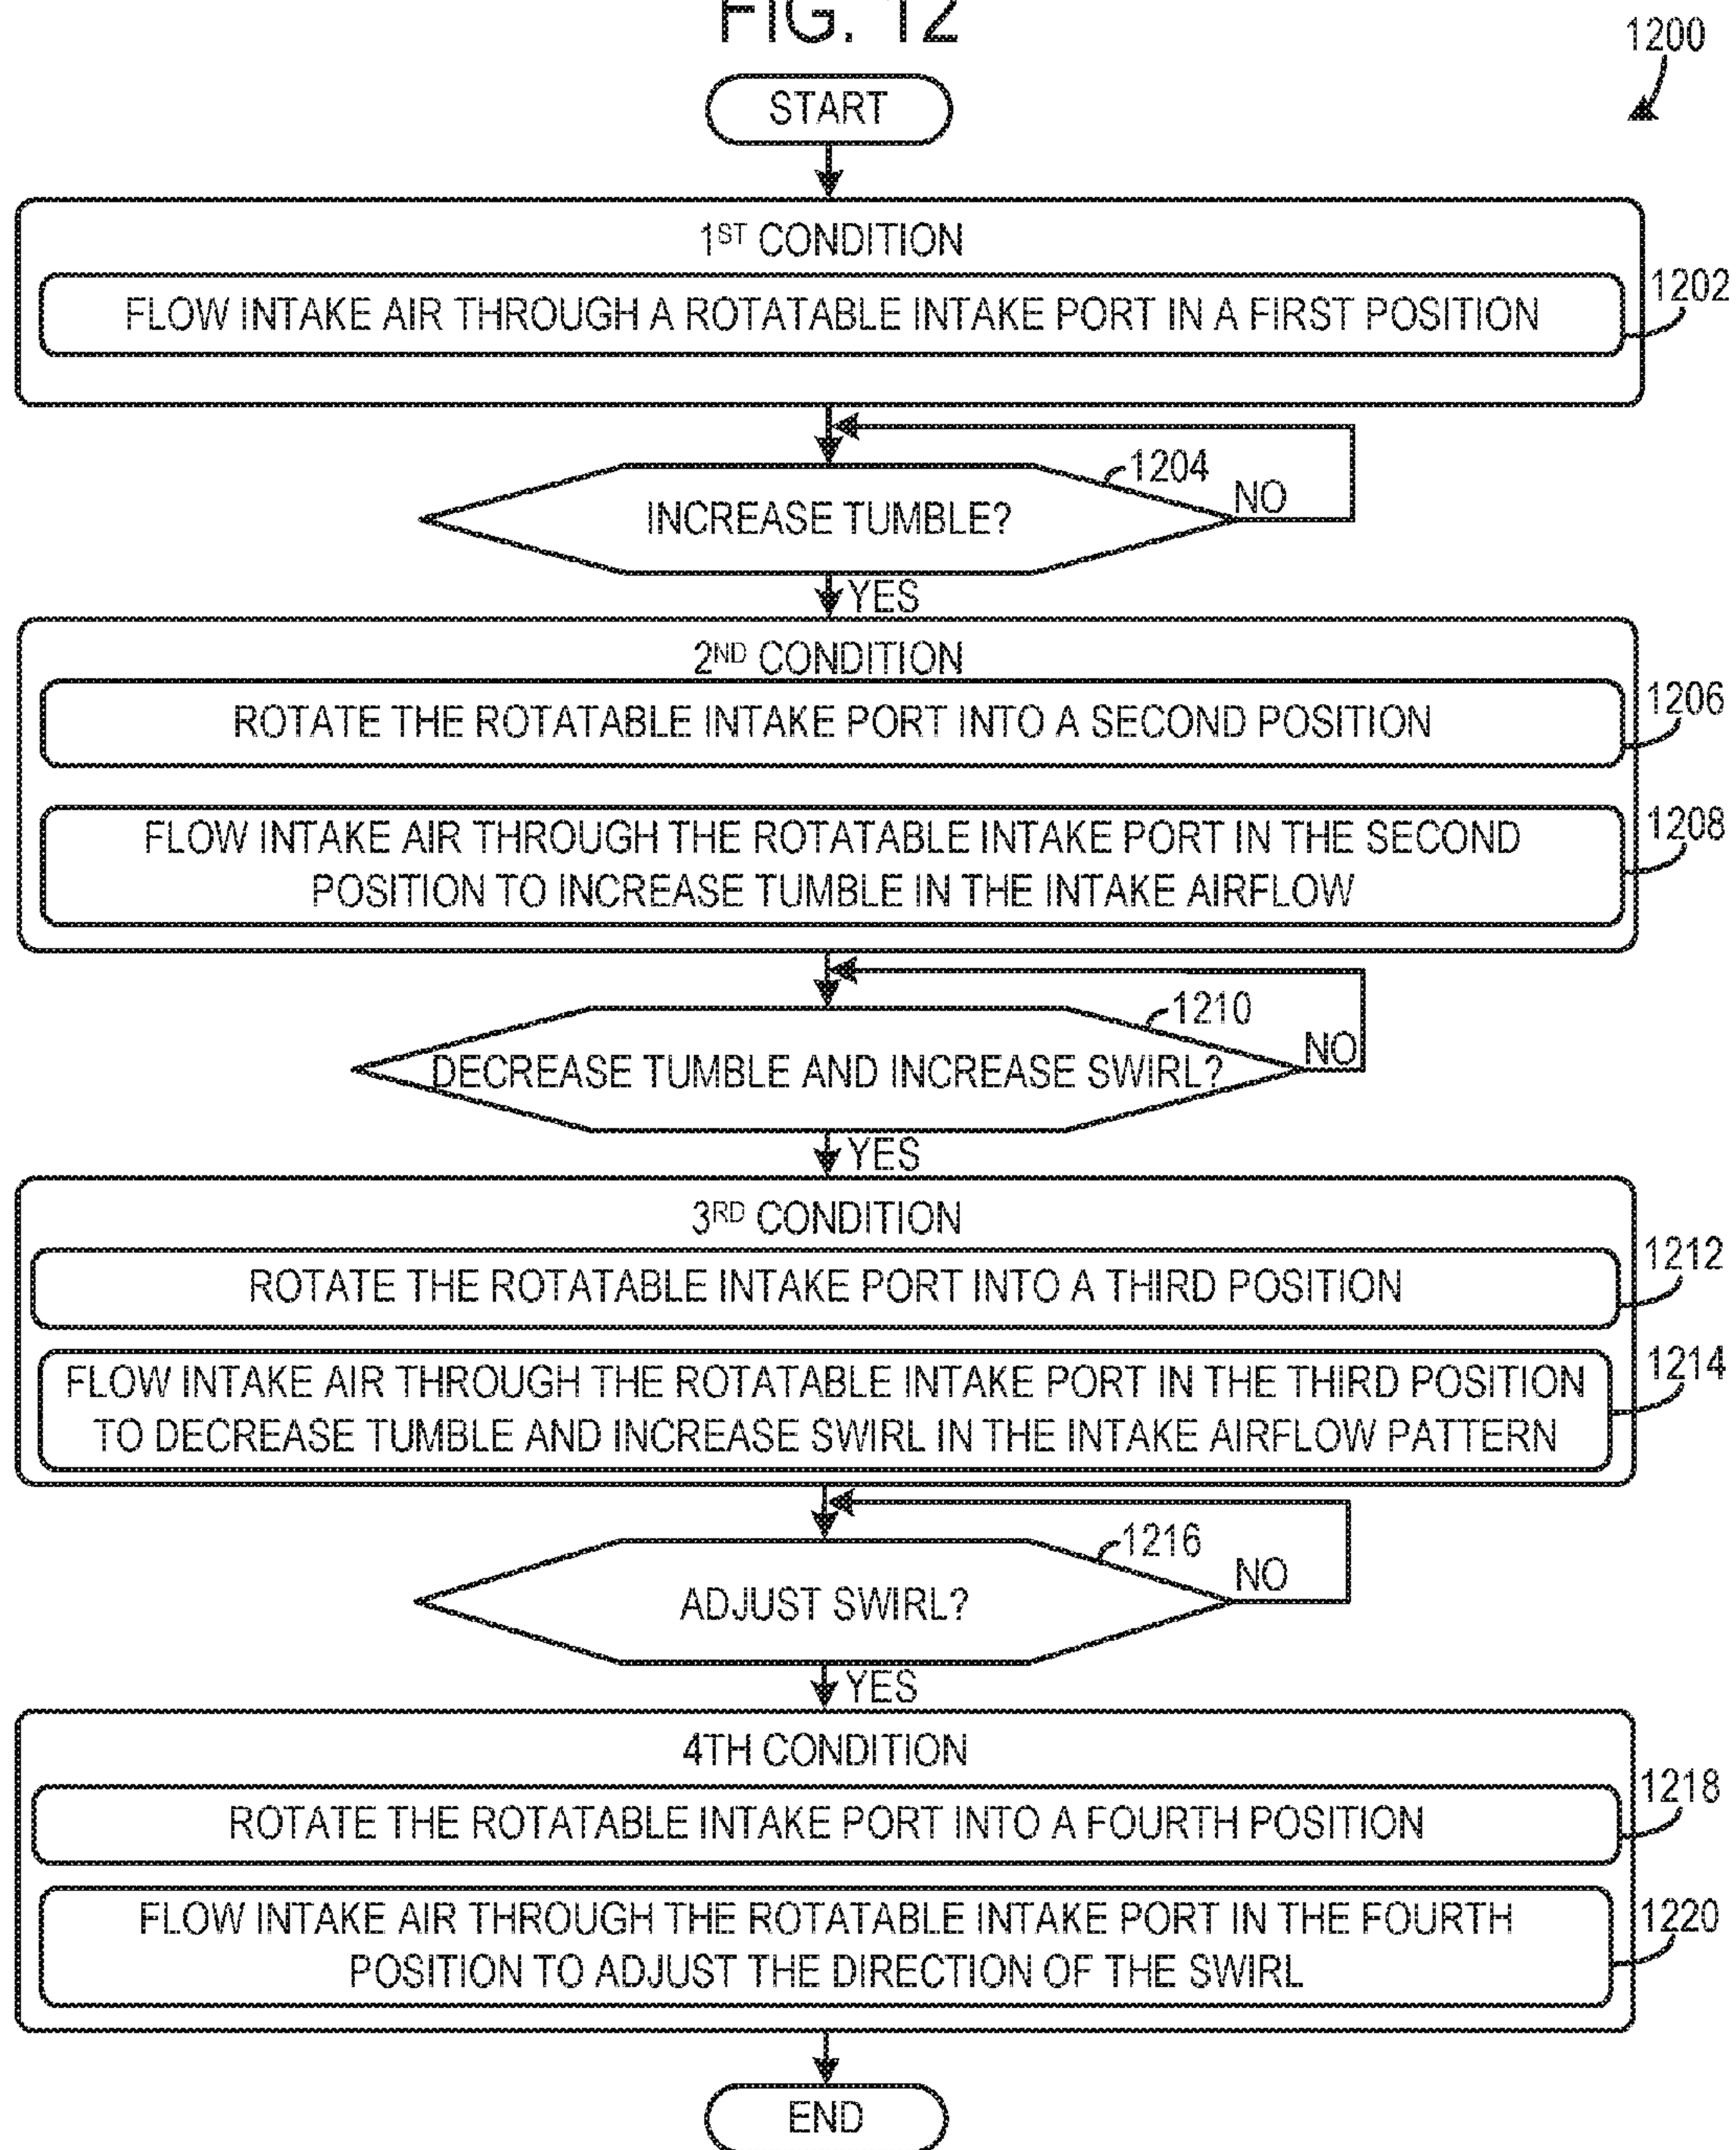 FIG. 12
1200
START
1ST CONDITION
FLOW INTAKE AIR THROUGH A ROTATABLE INTAKE PORT IN A FIRST POSITION
1202
1204
INCREASE TUMBLE?
NO
YES
2ND CONDITION
ROTATE THE ROTATABLE INTAKE PORT INTO A SECOND POSITION
1206
FLOW INTAKE AIR THROUGH THE ROTATABLE INTAKE PORT IN THE SECOND
POSITION TO INCREASE TUMBLE IN THE INTAKE AIRFLOW
1208
1210
DECREASE TUMBLE AND INCREASE SWIRL?
NO
YES
3RD CONDITION
ROTATE THE ROTATABLE INTAKE PORT INTO A THIRD POSITION
1212
FLOW INTAKE AIR THROUGH THE ROTATABLE INTAKE PORT IN THE THIRD POSITION
TO DECREASE TUMBLE AND INCREASE SWIRL IN THE INTAKE AIRFLOW PATTERN
1214
1216
ADJUST SWIRL?
NO
YES
4TH CONDITION
ROTATE THE ROTATABLE INTAKE PORT INTO A FOURTH POSITION
1218
FLOW INTAKE AIR THROUGH THE ROTATABLE INTAKE PORT IN THE FOURTH
POSITION TO ADJUST THE DIRECTION OF THE SWIRL
1220
END